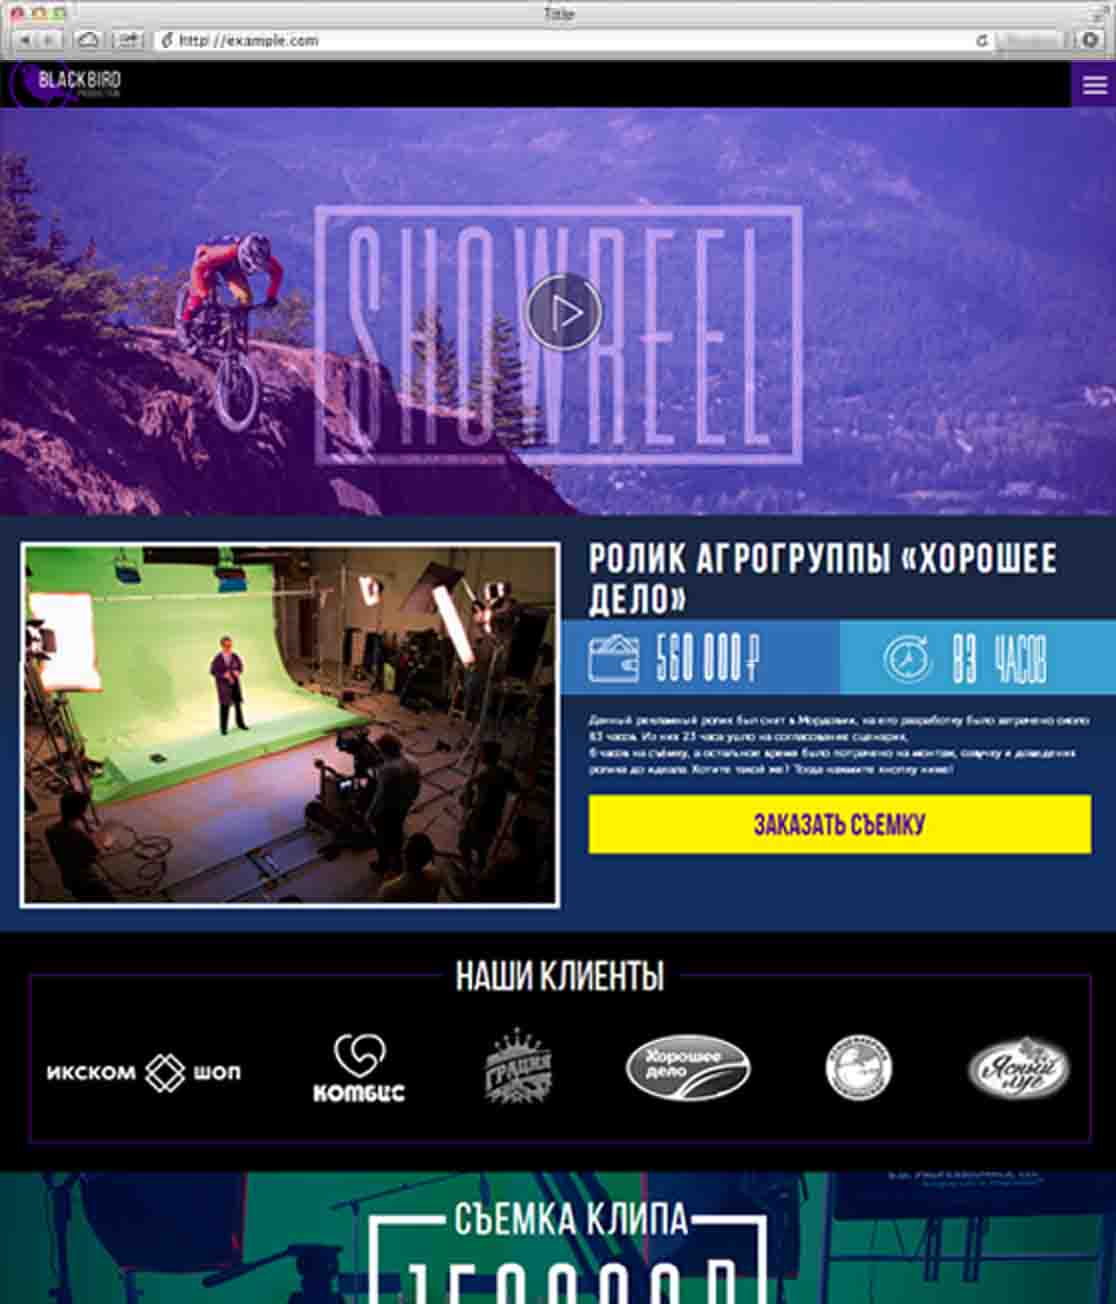 Title
http://example.com
BLACKBIRD
PRODUCTION
SHOWREEL
РОЛИК АГРОГРУППЫ «ХОРОШЕЕ
ДЕЛО»
560 000 ₽
83 ЧАСОВ
Данный рекламный ролик был снят в Мордовии, на его разработку было затрачено около
83 часов. Из них 23 часа ушло на согласование сценария,
6 часов на съёмку, а остальное время было потрачено на монтаж, озвучку и доведения
ролика до идеала. Хотите такой же? Тогда нажмите кнопку ниже!
ЗАКАЗАТЬ СЪЕМКУ
НАШИ КЛИЕНТЫ
ИКСКОМ ШОП
КОМБИС
ГРАЦИЯ
Хорошее
дело
Ясный
луг
СЪЕМКА КЛИПА